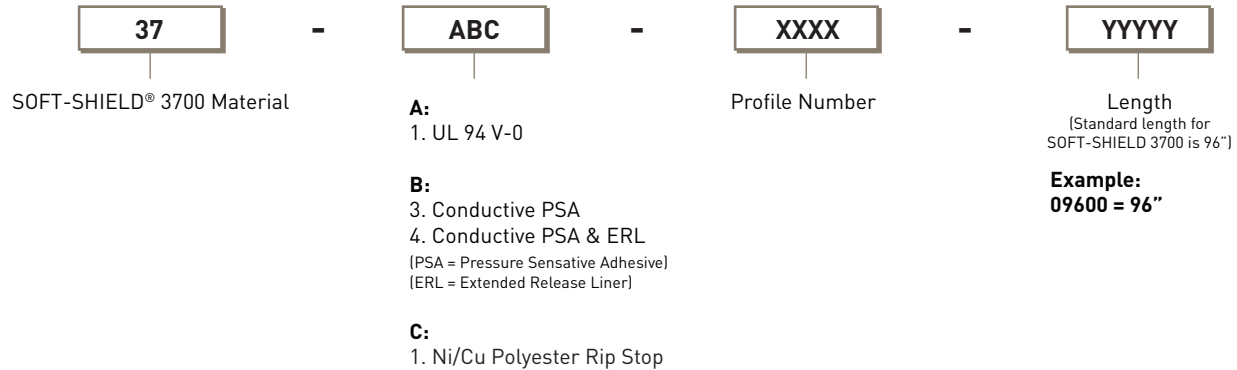 37 - ABC - XXXX - YYYYY
SOFT-SHIELD® 3700 Material
A:
1. UL 94 V-0
B:
3. Conductive PSA
4. Conductive PSA & ERL
(PSA = Pressure Sensative Adhesive)
(ERL = Extended Release Liner)
C:
1. Ni/Cu Polyester Rip Stop
Profile Number
Length
(Standard length for
SOFT-SHIELD 3700 is 96”)
Example:
09600 = 96”